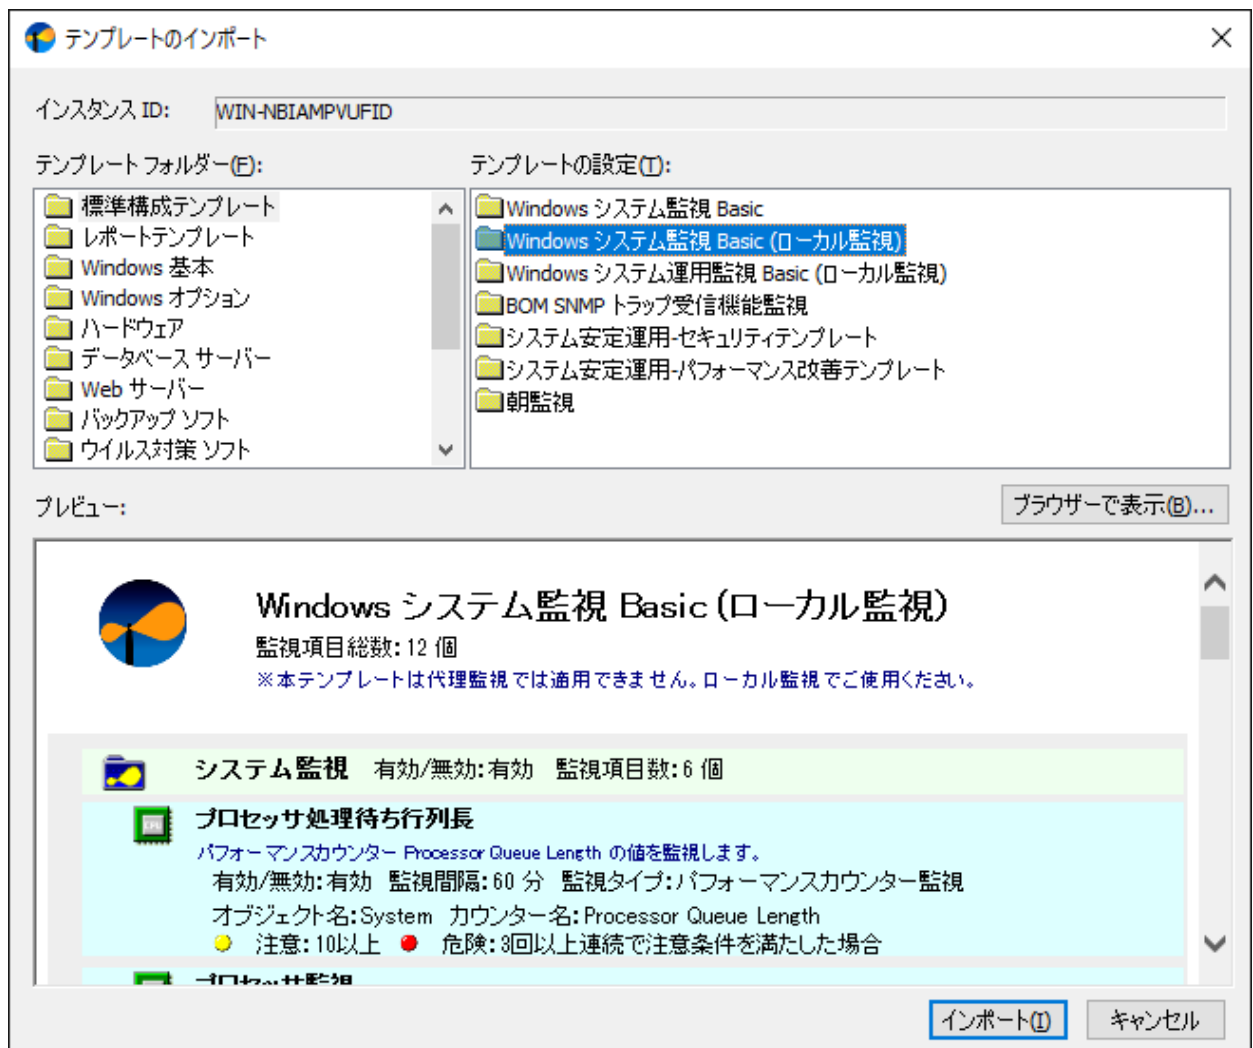 テンプレートのインポート
インスタンス ID: WIN-NBIAMPVUFID
テンプレート フォルダー(F):
標準構成テンプレート
レポートテンプレート
Windows 基本
Windows オプション
ハードウェア
データベース サーバー
Web サーバー
バックアップ ソフト
ウイルス対策 ソフト
テンプレートの設定(T):
Windows システム監視 Basic
Windows システム監視 Basic (ローカル監視)
Windows システム運用監視 Basic (ローカル監視)
BOM SNMP トラップ受信機能監視
システム安定運用-セキュリティテンプレート
システム安定運用-パフォーマンス改善テンプレート
朝監視
プレビュー:
ブラウザーで表示(B)...
Windows システム監視 Basic (ローカル監視)
監視項目総数: 12 個
※本テンプレートは代理監視では適用できません。ローカル監視でご使用ください。
システム監視 有効/無効:有効 監視項目数:6 個
プロセッサ処理待ち行列長
パフォーマンスカウンター Processor Queue Length の値を監視します。
有効/無効:有効 監視間隔:60 分 監視タイプ:パフォーマンスカウンター監視
オブジェクト名:System カウンター名:Processor Queue Length
注意:10以上 危険:3回以上連続で注意条件を満たした場合
プロセッサ監視
インポート(I)
キャンセル